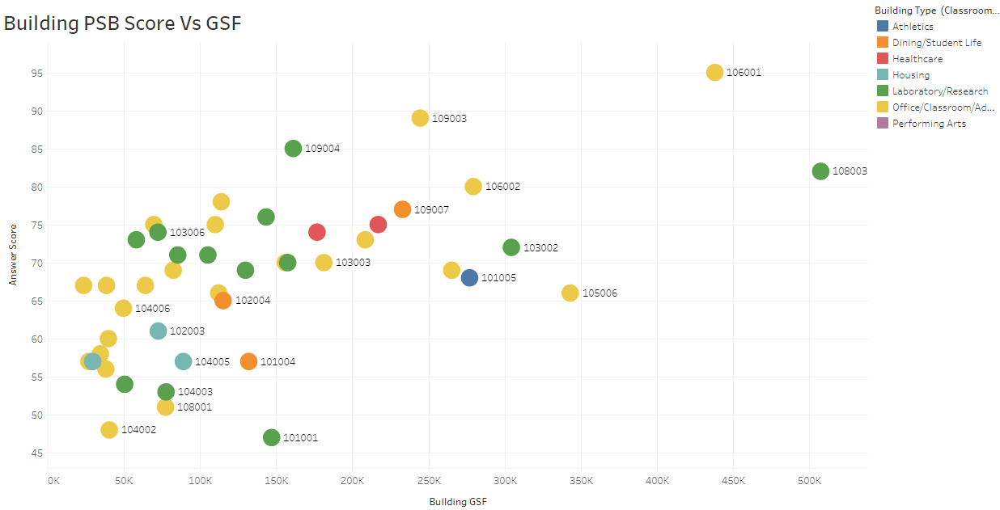 Building PSB Score Vs GSF
Building Type (Classroom...
Athletics
Dining/Student Life
Healthcare
Housing
Laboratory/Research
Office/Classroom/Ad...
Performing Arts
Answer Score
95
90
85
80
75
70
65
60
55
50
45
106001
109003
109004
108003
106002
109007
103006
103002
103003
101005
105006
102004
104006
102003
104005
101004
104003
108001
104002
101001
0K
50K
100K
150K
200K
250K
300K
350K
400K
450K
500K
Building GSF